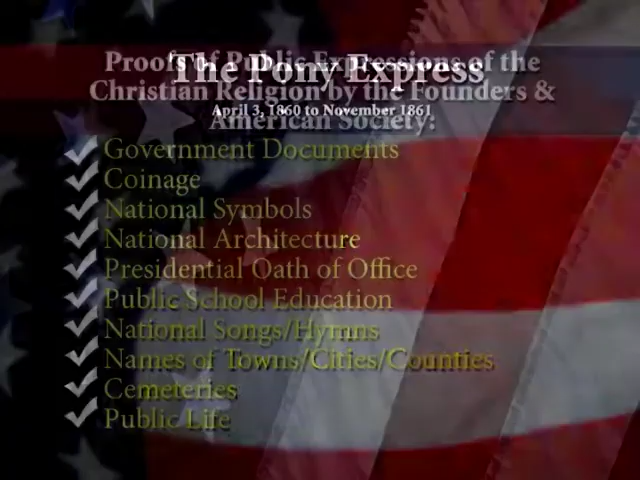 Proofs of Public Expressions of the
The Pony Express
Christian Religion by the Founders &
April 3, 1860 to November 1861
American Society:
Government Documents
Coinage
National Symbols
National Architecture
Presidential Oath of Office
Public School Education
National Songs/Hymns
Names of Towns/Cities/Counties
Cemeteries
Public Life